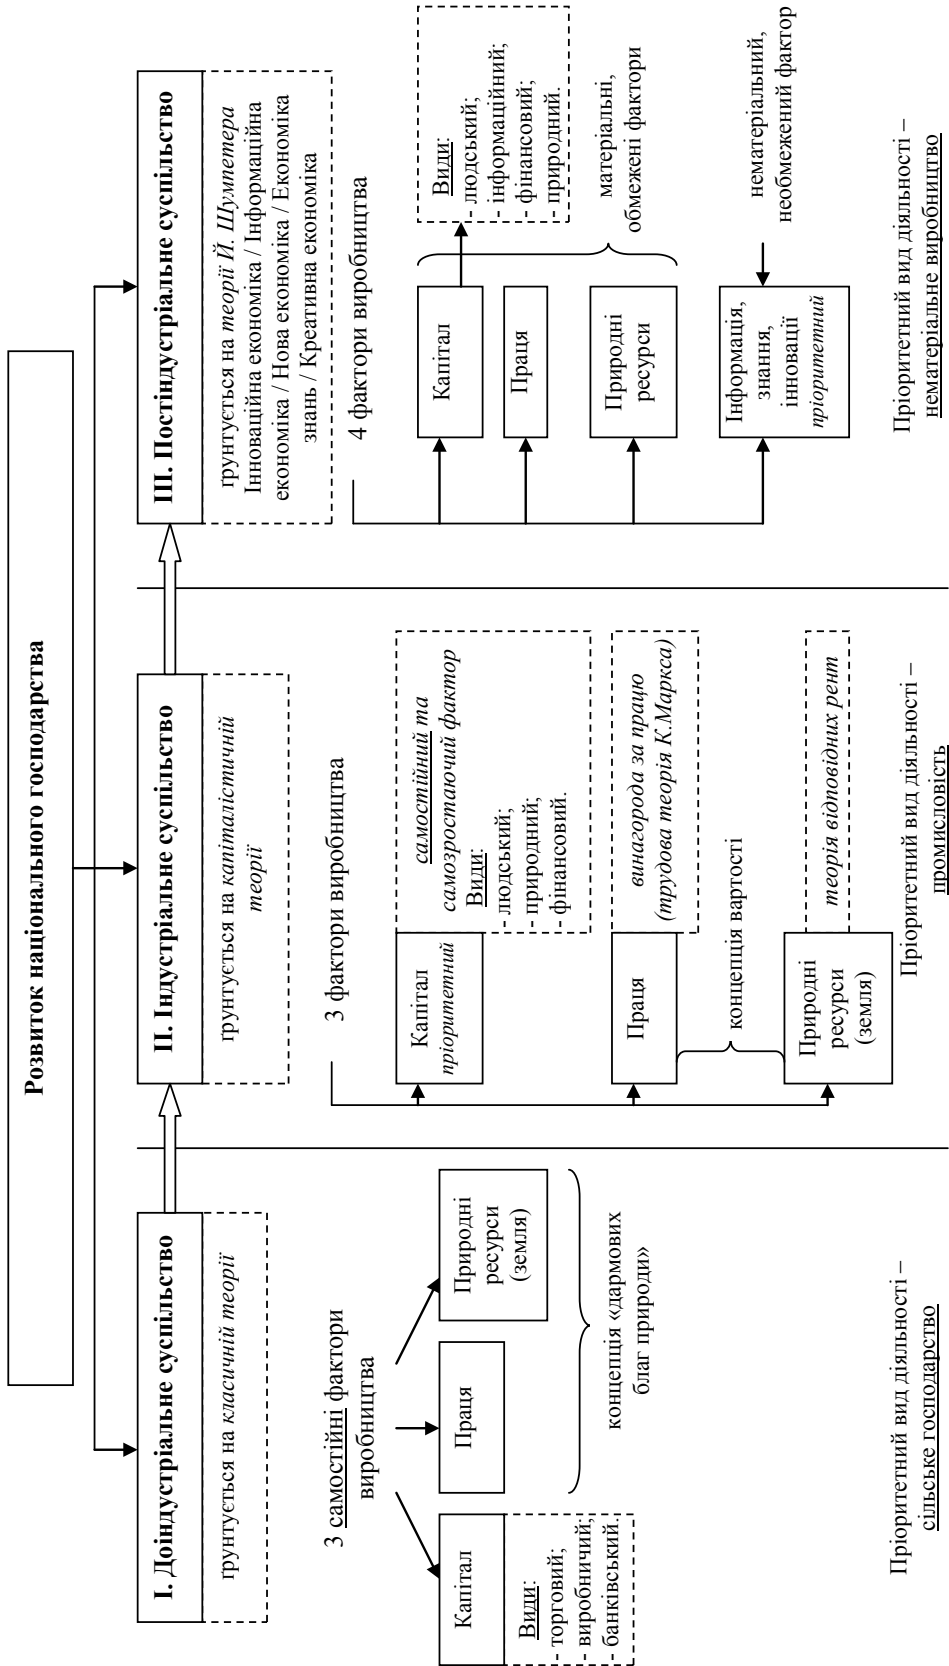 Розвиток національного господарства
І. Доіндустріальне суспільство
ґрунтується на класичній теорії
3 самостійні фактори
виробництва
Капітал
Види:
- торговий;
- виробничий;
- банківський.
Праця
Природні
ресурси
(земля)
концепція «дармових
благ природи»
Пріоритетний вид діяльності –
сільське господарство
ІІ. Індустріальне суспільство
ґрунтується на капіталістичній
теорії
3 фактори виробництва
Капітал
пріоритетний
самостійний та
самозростаючий фактор
Види:
- людський;
- природний;
- фінансовий.
Праця
винагорода за працю
(трудова теорія К.Маркса)
концепція вартості
Природні
ресурси
(земля)
теорія відповідних рент
Пріоритетний вид діяльності –
промисловість
ІІІ. Постіндустріальне суспільство
ґрунтується на теорії Й. Шумпетера
Інноваційна економіка / Інформаційна
економіка / Нова економіка / Економіка
знань / Креативна економіка
4 фактори виробництва
Капітал
Види:
- людський;
- інформаційний;
- фінансовий;
- природний.
Праця
Природні
ресурси
матеріальні,
обмежені фактори
Інформація,
знання,
інновації
пріоритетний
нематеріальний,
необмежений фактор
Пріоритетний вид діяльності –
нематеріальне виробництво